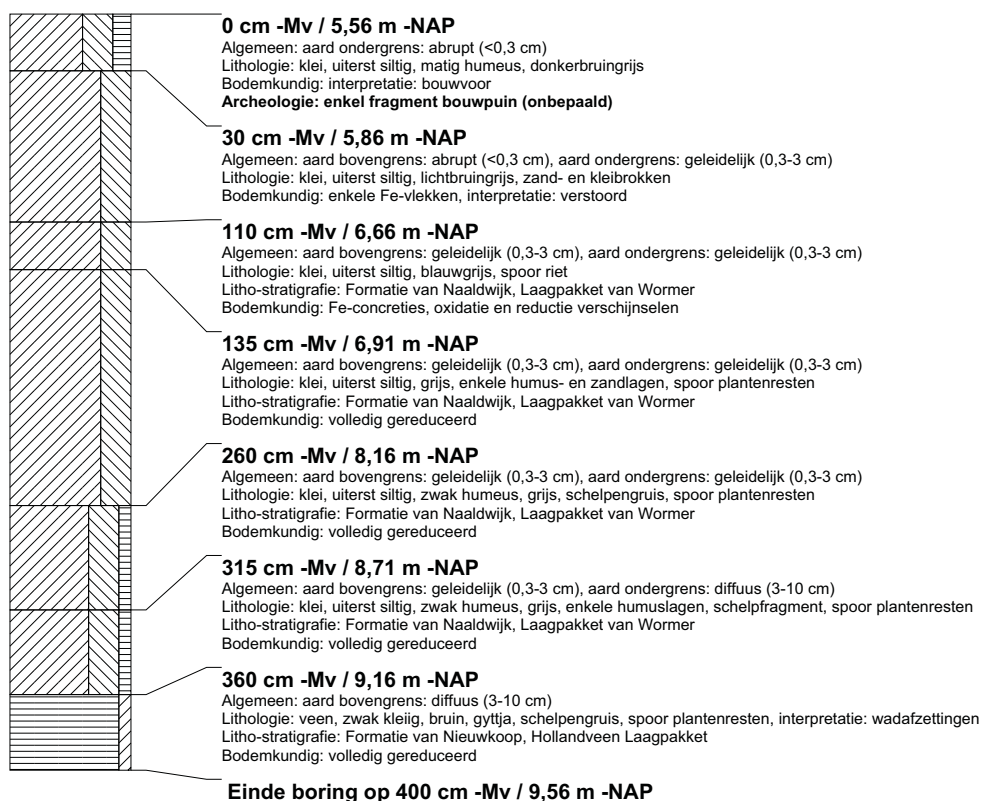 0 cm -Mv / 5,56 m -NAP
Algemeen: aard ondergrens: abrupt (<0,3 cm)
Lithologie: klei, uiterst siltig, matig humeus, donkerbruingrijs
Bodemkundig: interpretatie: bouwvoor
Archeologie: enkel fragment bouwpuin (onbepaald)
30 cm -Mv / 5,86 m -NAP
Algemeen: aard bovengrens: abrupt (<0,3 cm), aard ondergrens: geleidelijk (0,3-3 cm)
Lithologie: klei, uiterst siltig, lichtbruingrijs, zand- en kleibrokken
Bodemkundig: enkele Fe-vlekken, interpretatie: verstoord
110 cm -Mv / 6,66 m -NAP
Algemeen: aard bovengrens: geleidelijk (0,3-3 cm), aard ondergrens: geleidelijk (0,3-3 cm)
Lithologie: klei, uiterst siltig, blauwgrijs, spoor riet
Litho-stratigrafie: Formatie van Naaldwijk, Laagpakket van Wormer
Bodemkundig: Fe-concreties, oxidatie en reductie verschijnselen
135 cm -Mv / 6,91 m -NAP
Algemeen: aard bovengrens: geleidelijk (0,3-3 cm), aard ondergrens: geleidelijk (0,3-3 cm)
Lithologie: klei, uiterst siltig, grijs, enkele humus- en zandlagen, spoor plantenresten
Litho-stratigrafie: Formatie van Naaldwijk, Laagpakket van Wormer
Bodemkundig: volledig gereduceerd
260 cm -Mv / 8,16 m -NAP
Algemeen: aard bovengrens: geleidelijk (0,3-3 cm), aard ondergrens: geleidelijk (0,3-3 cm)
Lithologie: klei, uiterst siltig, zwak humeus, grijs, schelpengruis, spoor plantenresten
Litho-stratigrafie: Formatie van Naaldwijk, Laagpakket van Wormer
Bodemkundig: volledig gereduceerd
315 cm -Mv / 8,71 m -NAP
Algemeen: aard bovengrens: geleidelijk (0,3-3 cm), aard ondergrens: diffuus (3-10 cm)
Lithologie: klei, uiterst siltig, zwak humeus, grijs, enkele humuslagen, schelpfragment, spoor plantenresten
Litho-stratigrafie: Formatie van Naaldwijk, Laagpakket van Wormer
Bodemkundig: volledig gereduceerd
360 cm -Mv / 9,16 m -NAP
Algemeen: aard bovengrens: diffuus (3-10 cm)
Lithologie: veen, zwak kleiig, bruin, gyttja, schelpengruis, spoor plantenresten, interpretatie: wadafzettingen
Litho-stratigrafie: Formatie van Nieuwkoop, Hollandveen Laagpakket
Bodemkundig: volledig gereduceerd
Einde boring op 400 cm -Mv / 9,56 m -NAP